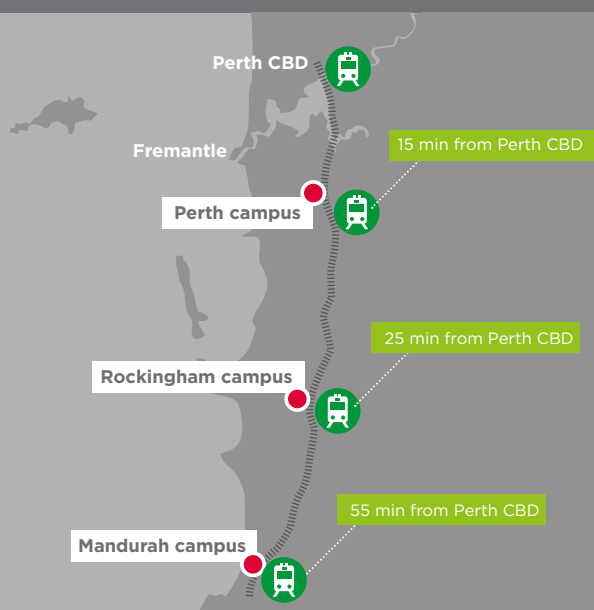 Perth CBD
15 min from Perth CBD
Fremantle
Perth campus
25 min from Perth CBD
Rockingham campus
55 min from Perth CBD
Mandurah campus